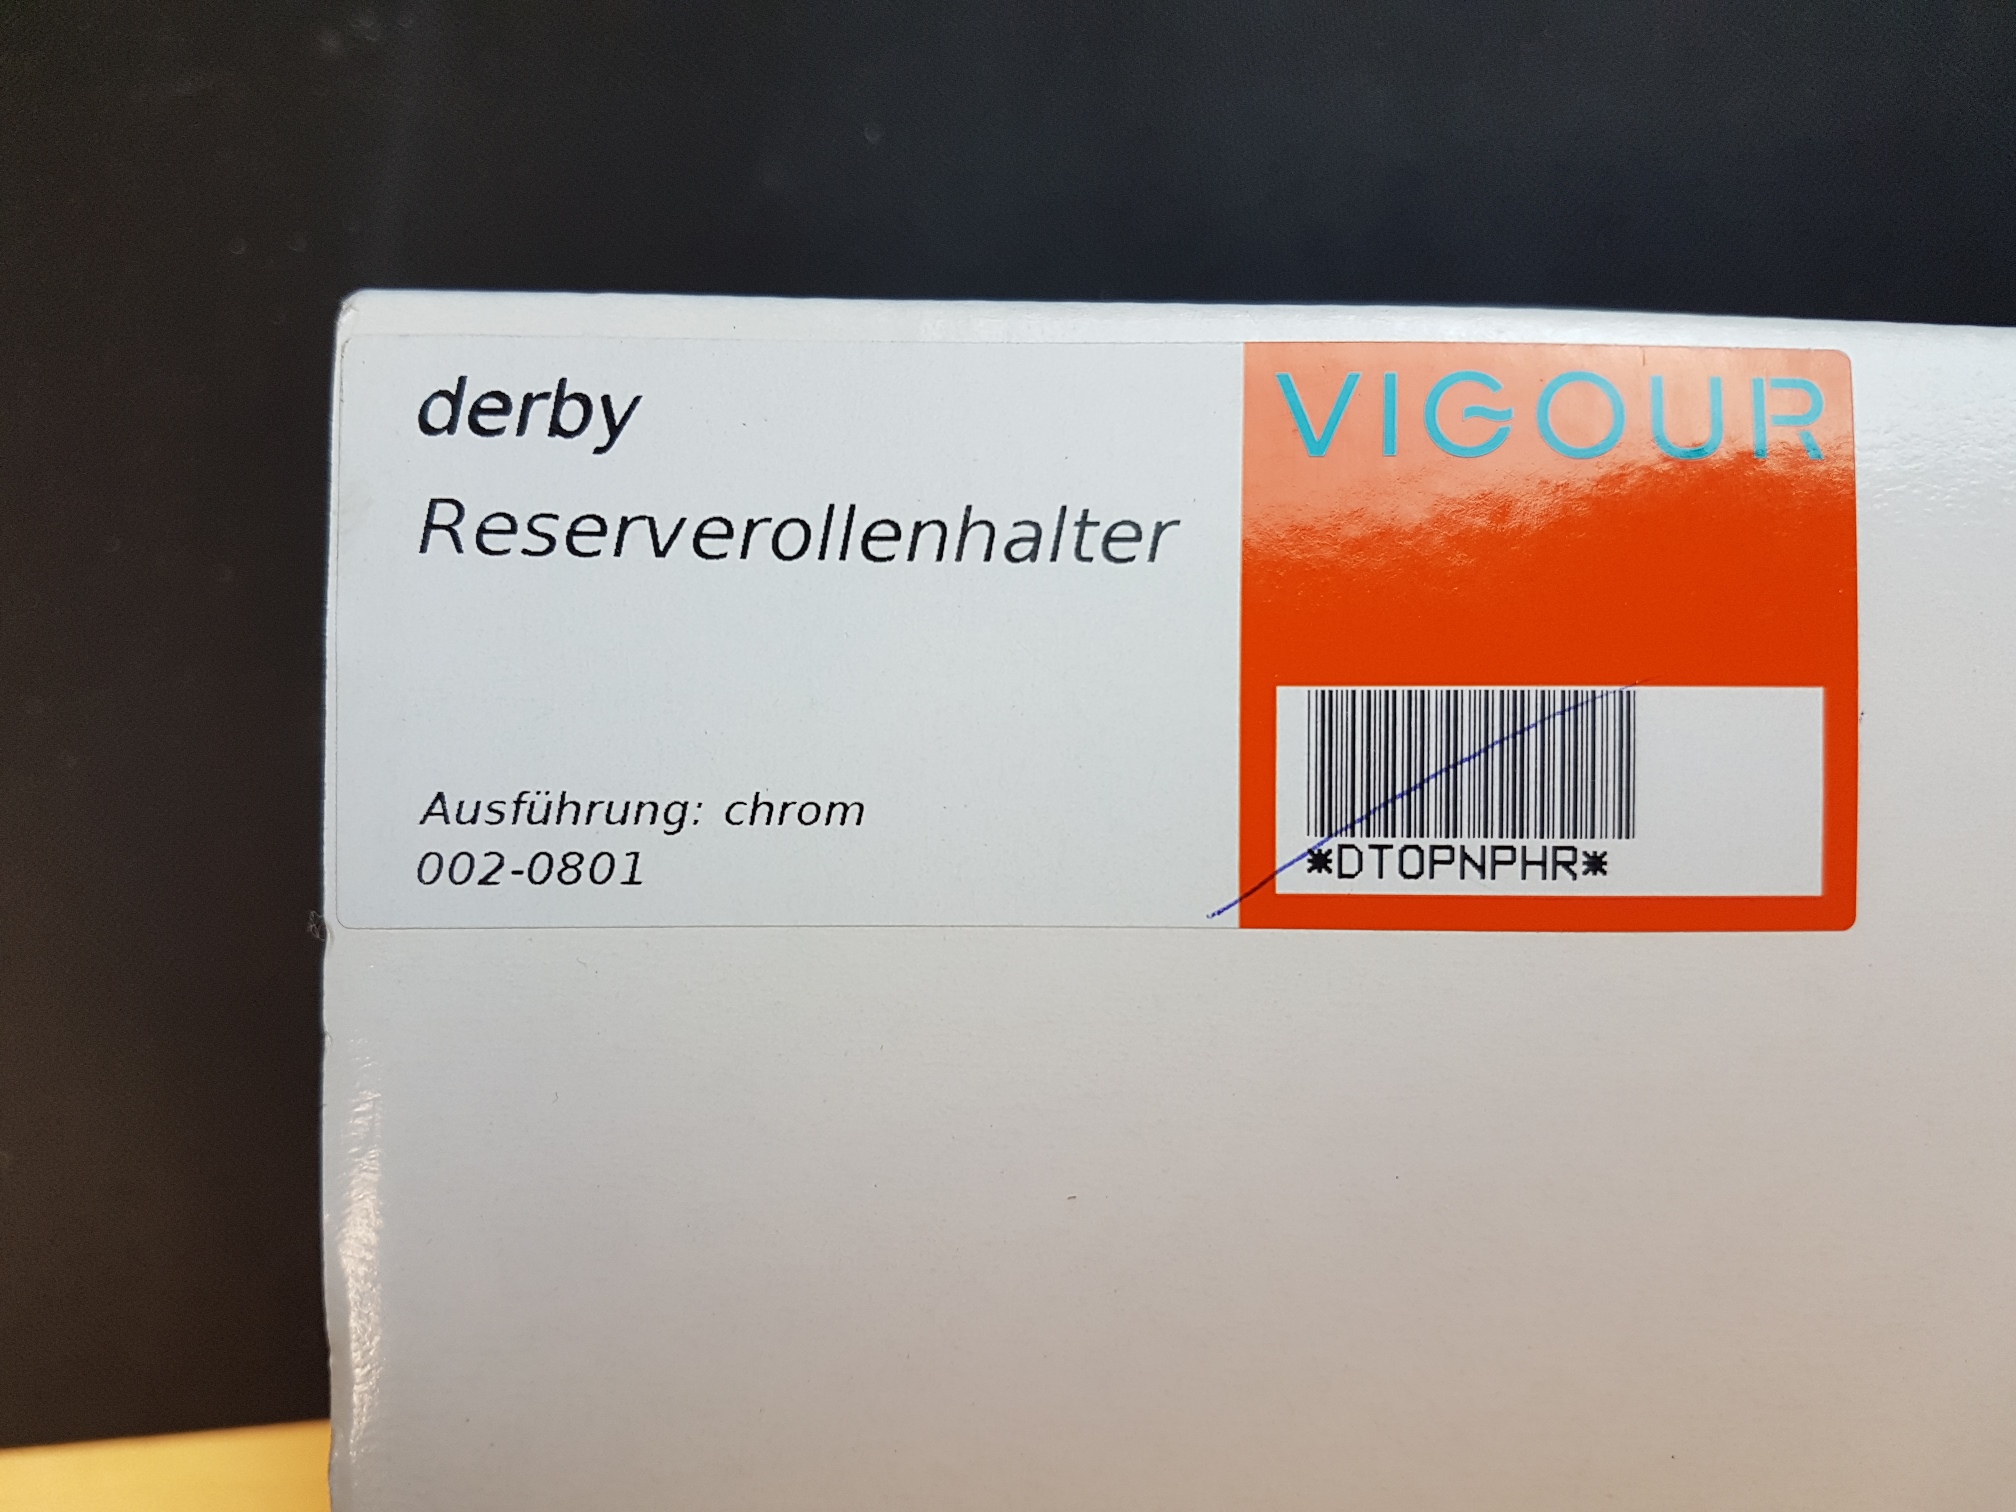 derby
Reserverollenhalter
Ausführung: chrom
002-0801
VIGOUR
*DTOPNPHR*